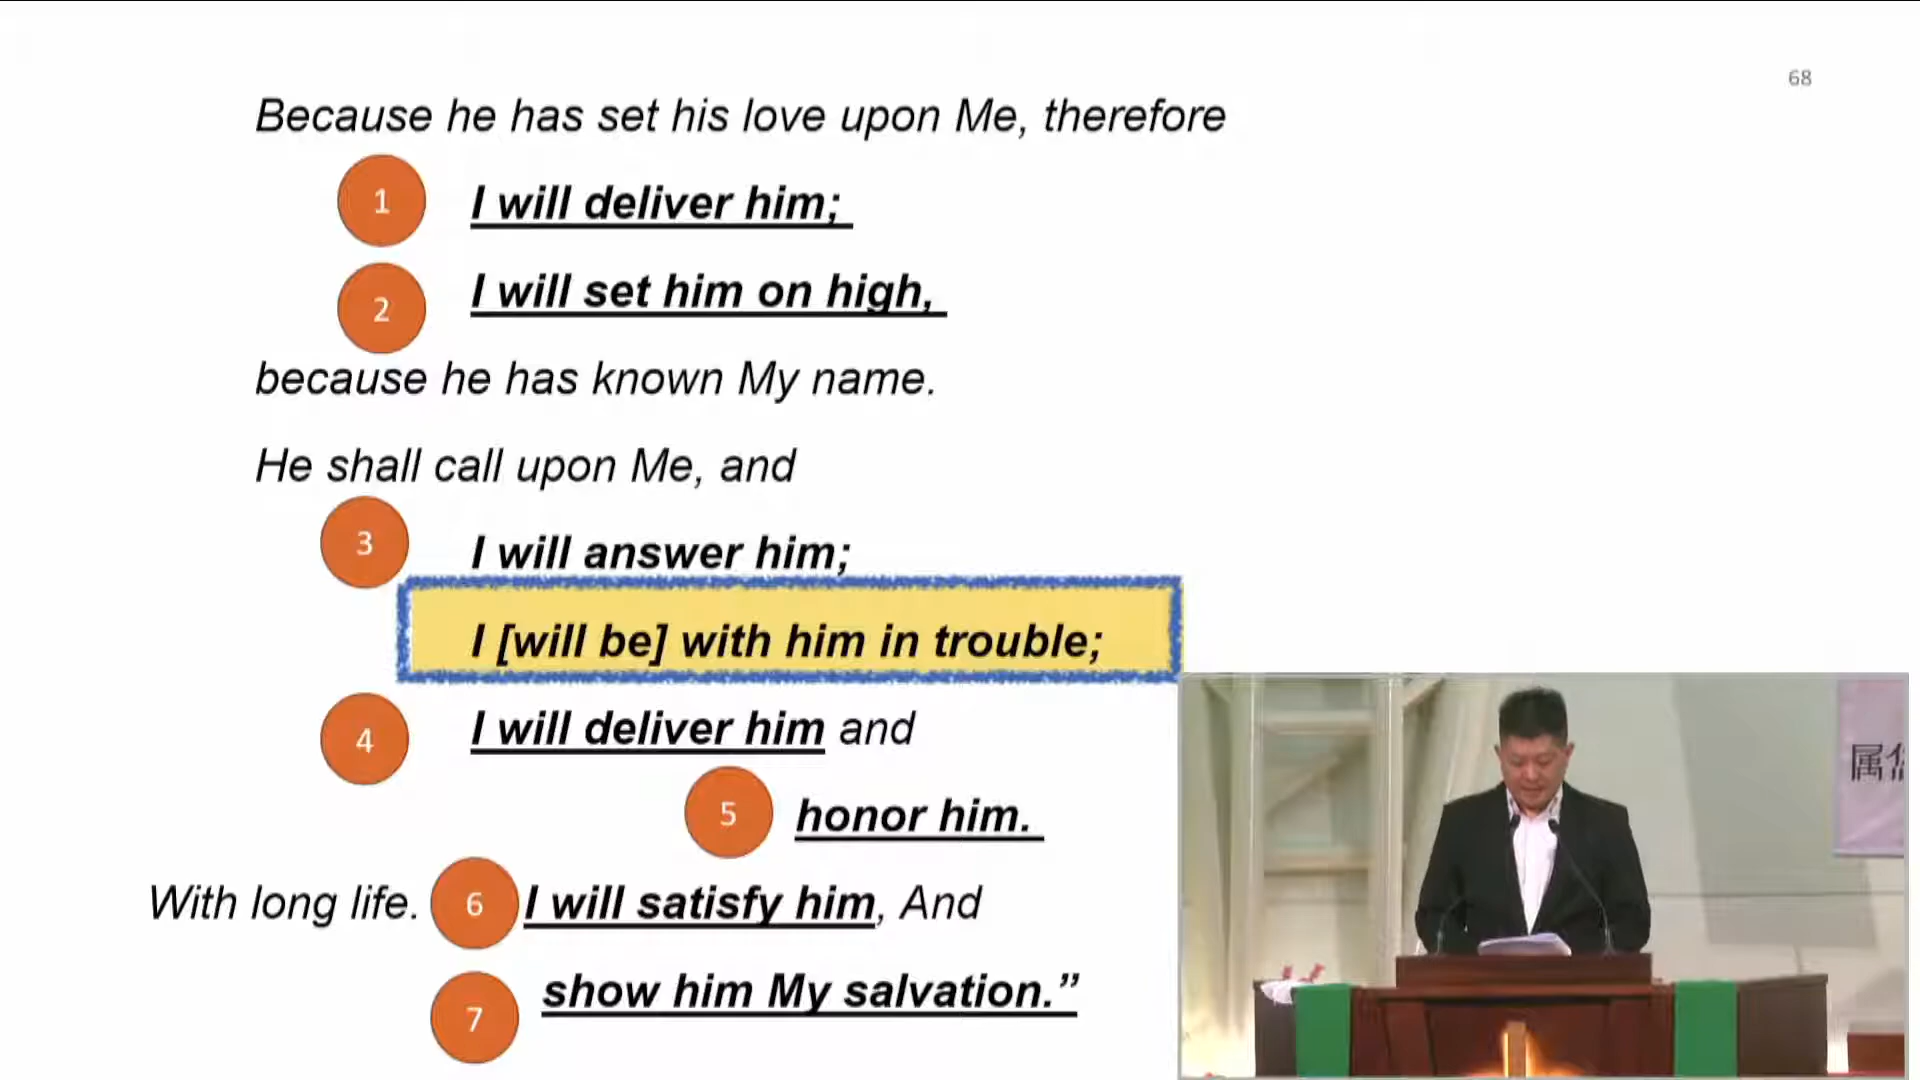 68
Because he has set his love upon Me, therefore
1 I will deliver him;
2 I will set him on high,
because he has known My name.
He shall call upon Me, and
3 I will answer him;
I [will be] with him in trouble;
4 I will deliver him and
5 honor him.
With long life. 6 I will satisfy him, And
7 show him My salvation.”
属